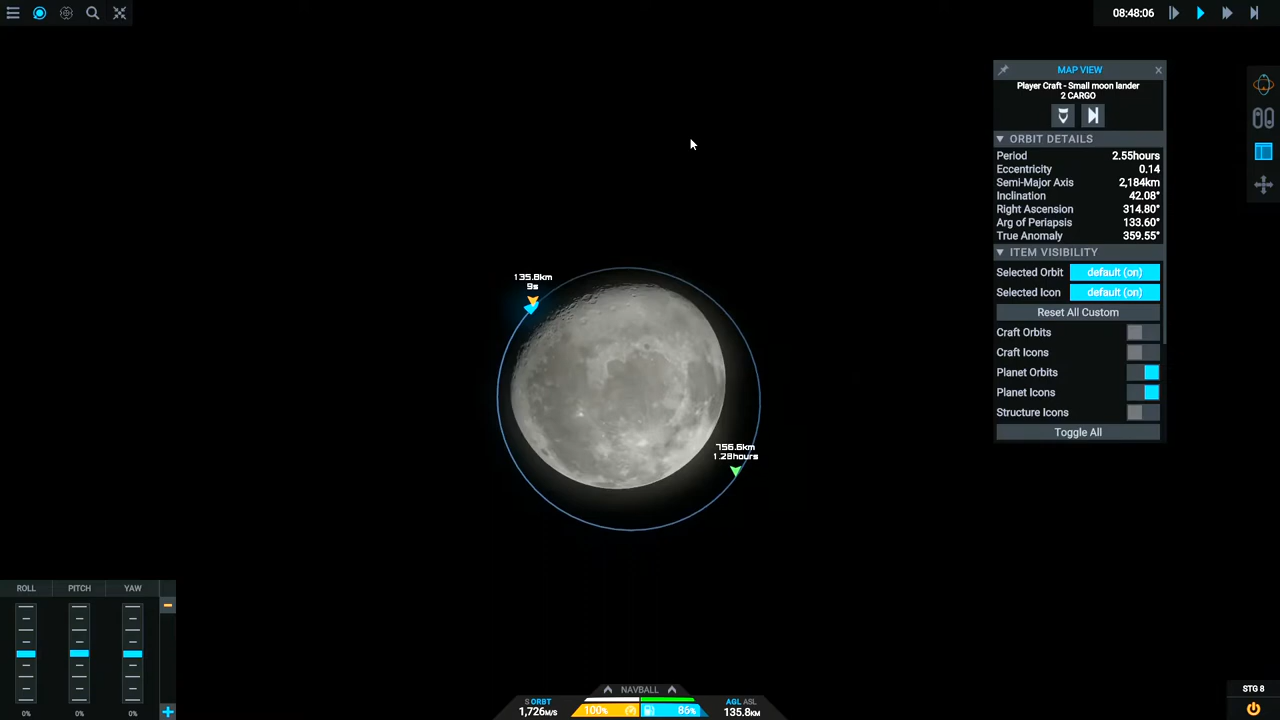 08:48:06
MAP VIEW
Player Craft - Small moon lander
2 CARGO
ORBIT DETAILS
Period 2.55hours
Eccentricity 0.14
Semi-Major Axis 2,184km
Inclination 42.08°
Right Ascension 314.80°
Arg of Periapsis 133.60°
True Anomaly 359.55°
ITEM VISIBILITY
Selected Orbit default (on)
Selected Icon default (on)
Reset All Custom
Craft Orbits
Craft Icons
Planet Orbits
Planet Icons
Structure Icons
Toggle All
135.8km
9s
756.6km
1.28hours
ROLL PITCH YAW
0% 0% 0%
NAVBALL
S ORBT
1,726M/S
100%
86%
AGL ASL
135.8KM
STG 8